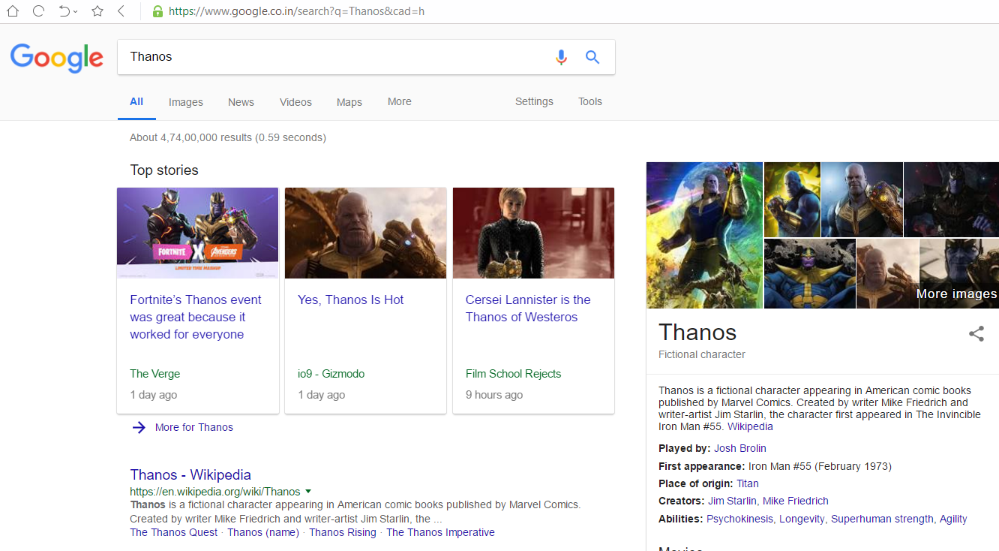 https://www.google.co.in/search?q=Thanos&cad=h
Google
Thanos
All Images News Videos Maps More Settings Tools
About 4,74,00,000 results (0.59 seconds)
Top stories
FORTNITE X AVENGERS
LIMITED TIME MASHUP
Fortnite's Thanos event
was great because it
worked for everyone
The Verge
1 day ago
Yes, Thanos Is Hot
io9 - Gizmodo
1 day ago
Cersei Lannister is the
Thanos of Westeros
Film School Rejects
9 hours ago
More for Thanos
Thanos - Wikipedia
https://en.wikipedia.org/wiki/Thanos
Thanos is a fictional character appearing in American comic books published by Marvel Comics.
Created by writer Mike Friedrich and writer-artist Jim Starlin, the ...
The Thanos Quest · Thanos (name) · Thanos Rising · The Thanos Imperative
More images
Thanos
Fictional character
Thanos is a fictional character appearing in American comic books
published by Marvel Comics. Created by writer Mike Friedrich and
writer-artist Jim Starlin, the character first appeared in The Invincible
Iron Man #55. Wikipedia
Played by: Josh Brolin
First appearance: Iron Man #55 (February 1973)
Place of origin: Titan
Creators: Jim Starlin, Mike Friedrich
Abilities: Psychokinesis, Longevity, Superhuman strength, Agility
Movies